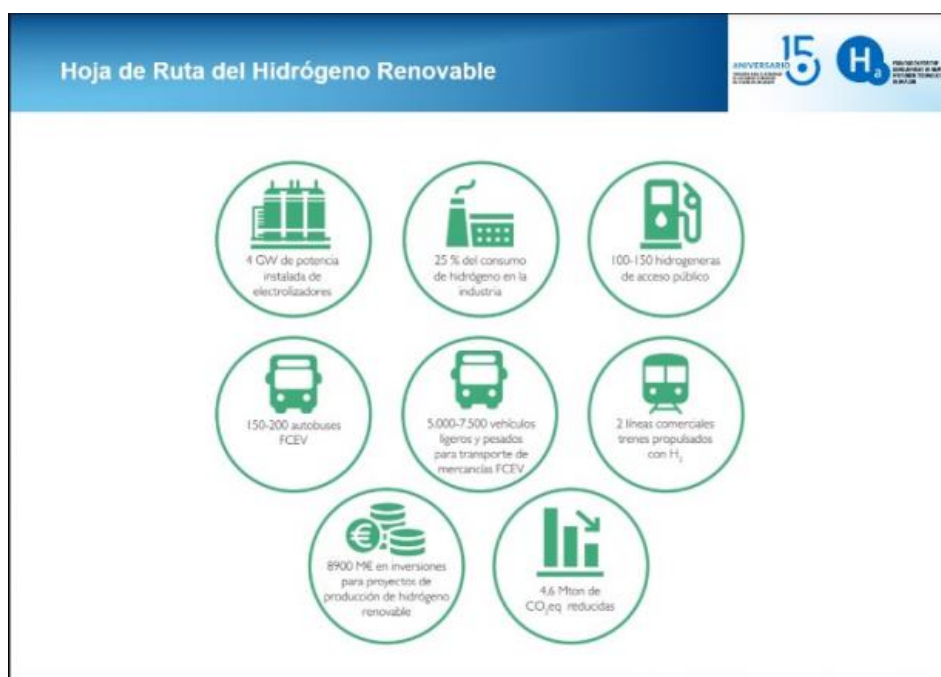 Hoja de Ruta del Hidrógeno Renovable
ANIVERSARIO
15
Ha
4 GW de potencia
instalada de
electrolizadores
25 % del consumo
de hidrógeno en la
industria
100-150 hidrogeneras
de acceso público
150-200 autobuses
FCEV
5.000-7.500 vehículos
ligeros y pesados
para transporte de
mercancías FCEV
2 líneas comerciales
trenes propulsados
con H₂
€
8900 M€ en inversiones
para proyectos de
producción de hidrógeno
renovable
4,6 Mton de
CO₂eq reducidas